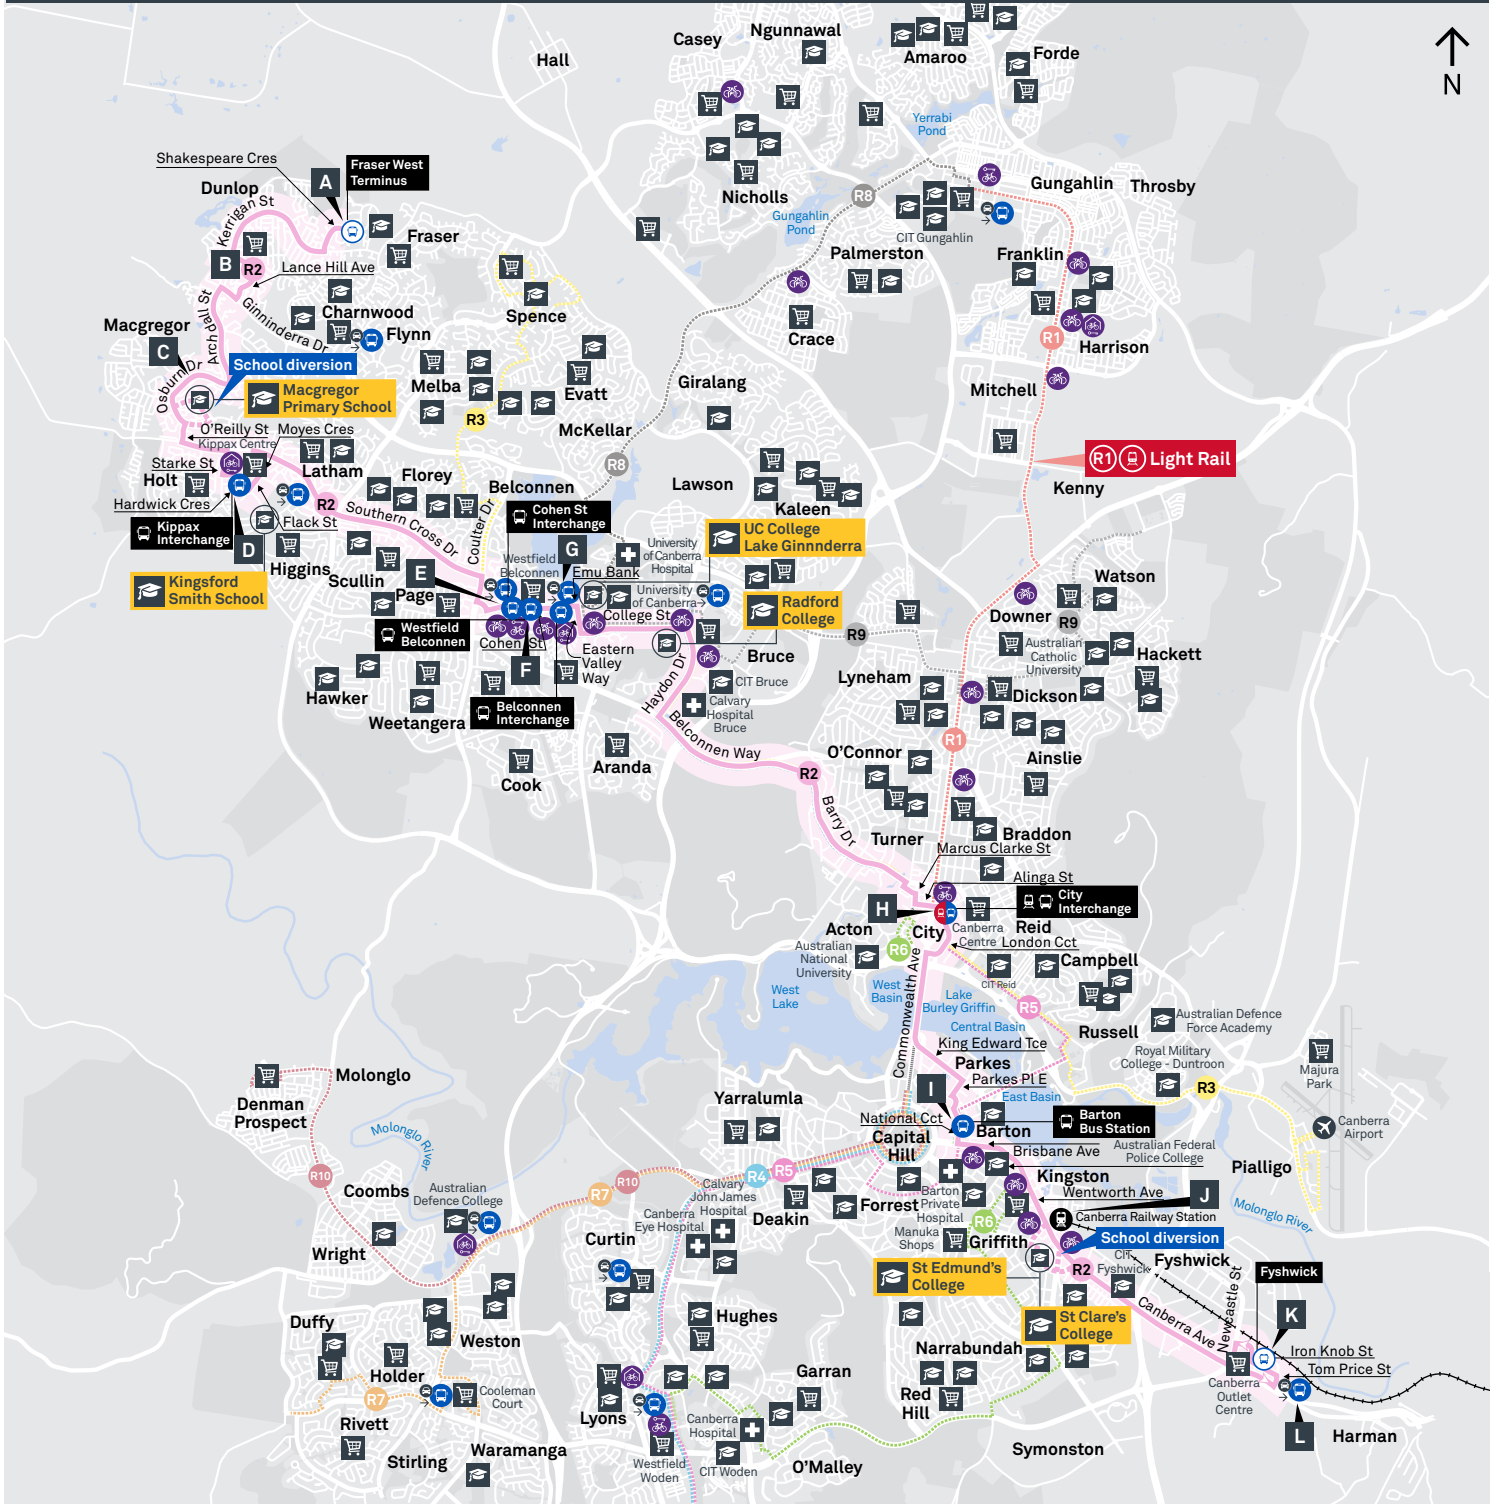 Hall
Casey
Ngunnawal
Amaroo
Forde
N
Yerrabi
Pond
Shakespeare Cres
Fraser West
Terminus
A
Dunlop
Kerrigan St
Fraser
B
R2
Lance Hill Ave
Nicholls
R8
Gungahlin
Throsby
Gungahlin
Pond
CIT Gungahlin
Palmerston
Franklin
Ginninderra Dr
Charnwood
Flynn
Spence
Archdall St
Macgregor
C
School diversion
Osburn Dr
Macgregor
Primary School
Melba
Evatt
Crace
R1
Harrison
Giralang
Mitchell
R3
McKellar
O'Reilly St
Kippax Centre
Moyes Cres
Starke St
Holt
Latham
Hardwick Cres
Florey
R8
R1
Light Rail
Kenny
Lawson
Kaleen
Belconnen
R2
Southern Cross Dr
Coulter Dr
Flack St
Kippax
Interchange
D
Cohen St
Interchange
G
UC College
Lake Ginnnderra
Higgins
Scullin
Kingsford
Smith School
E
Page
Westfield
Belconnen
Emu Bank
University
of Canberra
Hospital
University
of Canberra
College St
Radford
College
Watson
Downer
R9
R9
Westfield
Belconnen
Cohen St
F
Eastern
Valley
Way
Bruce
Australian
Catholic
University
Hackett
Hawker
Weetangera
Belconnen
Interchange
Haydon Dr
CIT Bruce
Calvary
Hospital
Bruce
Lyneham
Dickson
Belconnen Way
R1
O'Connor
Ainslie
Cook
Aranda
R2
Barry Dr
Turner
Braddon
Marcus Clarke St
Alinga St
H
City
Interchange
Acton
City
Canberra
Centre
Reid
London Cct
R6
Australian
National
University
Campbell
CIT Reid
West
Lake
West
Basin
Commonwealth Ave
Lake
Burley Griffin
Central Basin
R5
Russell
Australian Defence
Force Academy
King Edward Tce
Parkes
Royal Military
College - Duntroon
Majura
Park
Molonglo
Parkes Pl E
I
R3
Denman
Prospect
Yarralumla
East Basin
National Cct
Barton
Barton
Bus Station
Canberra
Airport
Molonglo
River
Capital
Hill
Brisbane Ave
Australian Federal
Police College
Pialligo
R10
Coombs
Australian
Defence College
R7
R10
R4
R5
Calvary
John James
Hospital
Canberra
Eye Hospital
Deakin
Forrest
Barton
Private
Hospital
Kingston
Wentworth Ave
J
Canberra Railway Station
Molonglo River
Wright
Curtin
R6
Manuka
Shops
Griffith
School diversion
CIT
Fyshwick
Fyshwick
R2
St Edmund's
College
Newcastle St
Fyshwick
Canberra Ave
K
Duffy
Weston
Hughes
St Clare's
College
Narrabundah
Iron Knob St
Tom Price St
Holder
Garran
R7
Cooleman
Court
Red
Hill
Canberra
Outlet
Centre
Rivett
Lyons
Canberra
Hospital
L
Harman
Stirling
Waramanga
Westfield
Woden
CIT Woden
O'Malley
Symonston